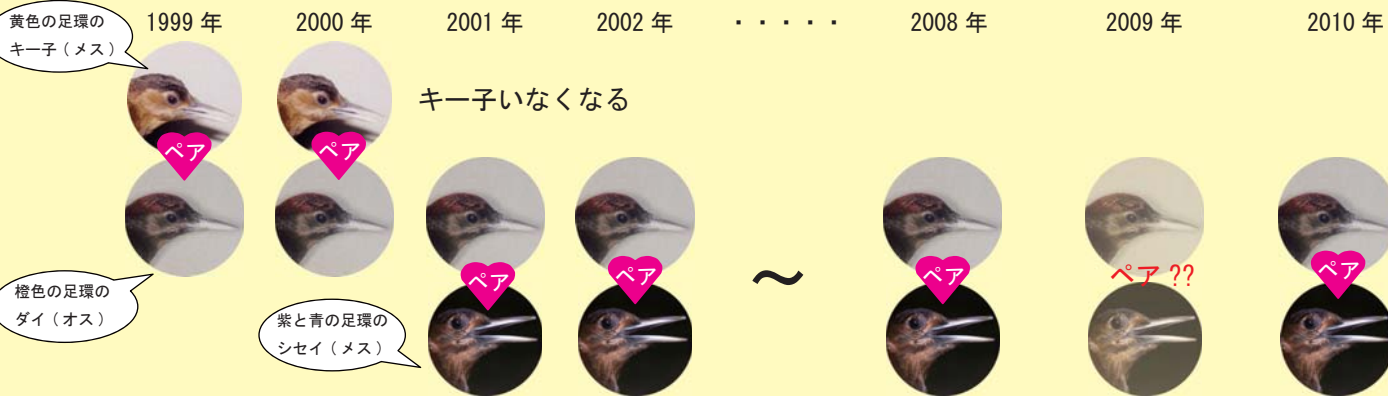 黄色の足環の
キー子(メス)
1999 年
2000 年
2001 年
2002 年
・・・・・
2008 年
2009 年
2010 年
キー子いなくなる
ペア
ペア
橙色の足環の
ダイ(オス)
紫と青の足環の
シセイ(メス)
ペア
ペア
～
ペア
ペア ??
ペア